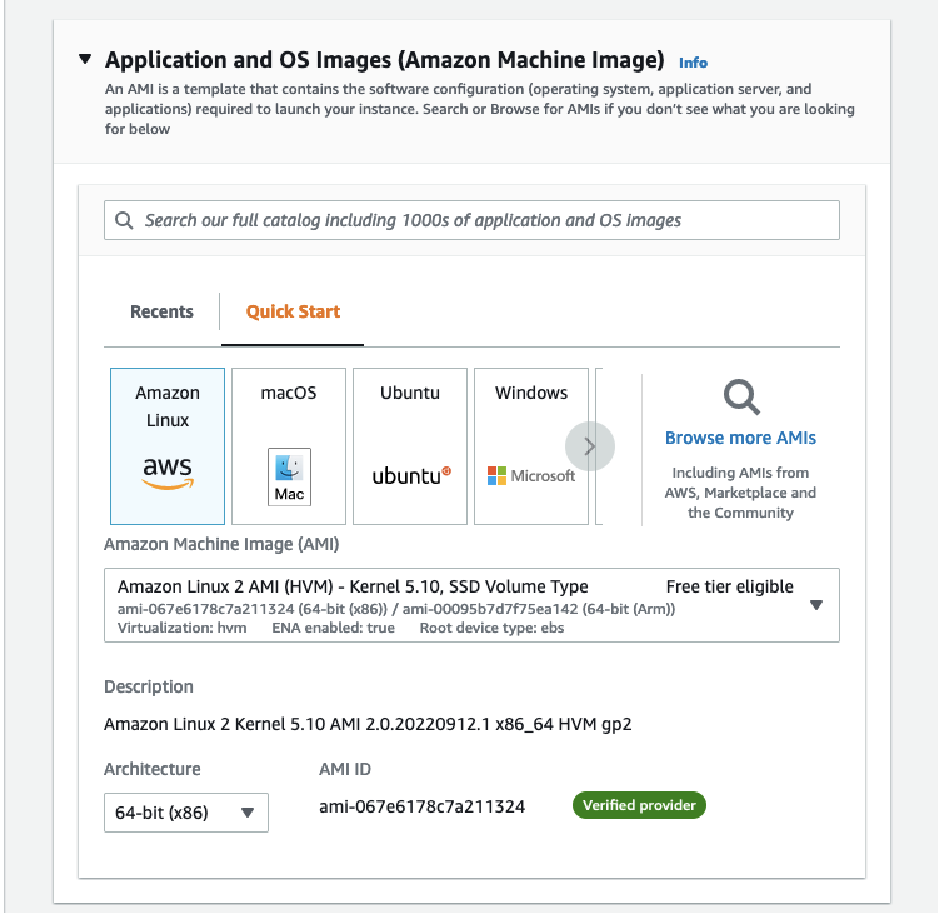 Application and OS Images (Amazon Machine Image) Info
An AMI is a template that contains the software configuration (operating system, application server, and
applications) required to launch your instance. Search or Browse for AMIs if you don't see what you are looking
for below
Search our full catalog including 1000s of application and OS images
Recents
Quick Start
Amazon
Linux
aws
macOS
Mac
Ubuntu
ubuntu
Windows
Microsoft
Browse more AMIs
Including AMIs from
AWS, Marketplace and
the Community
Amazon Machine Image (AMI)
Amazon Linux 2 AMI (HVM) - Kernel 5.10, SSD Volume Type Free tier eligible
ami-067e6178c7a211324 (64-bit (x86)) / ami-00095b7d7f75ea142 (64-bit (Arm))
Virtualization: hvm ENA enabled: true Root device type: ebs
Description
Amazon Linux 2 Kernel 5.10 AMI 2.0.20220912.1 x86_64 HVM gp2
Architecture AMI ID
64-bit (x86) ami-067e6178c7a211324 Verified provider